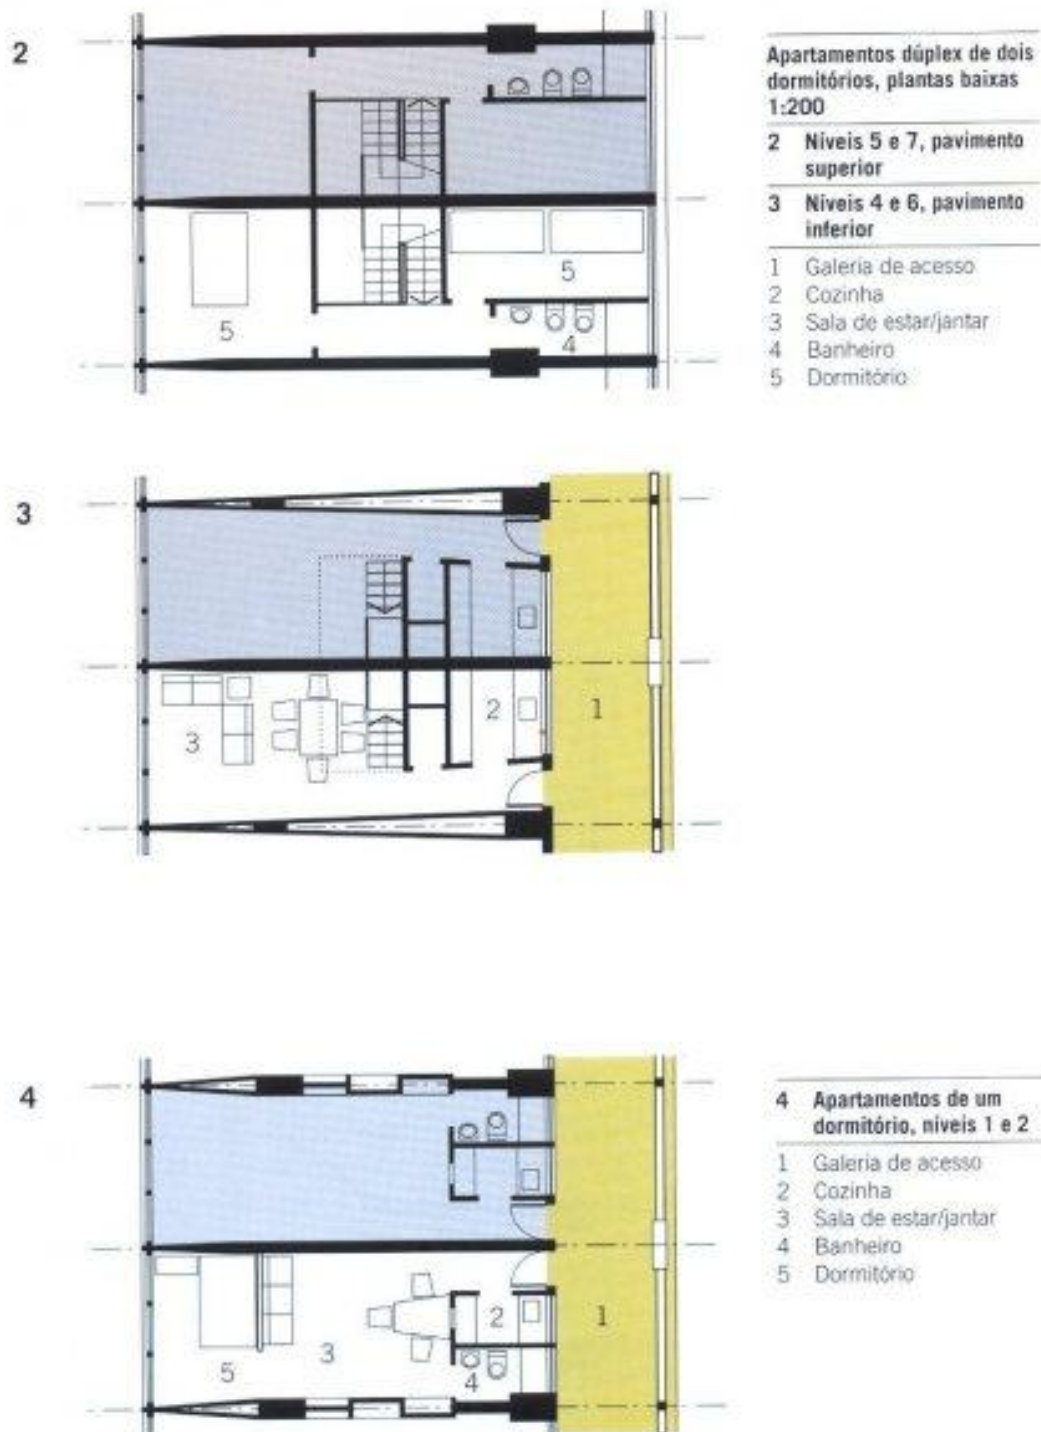 2
Apartamentos dúplex de dois
dormitórios, plantas baixas
1:200
2 Níveis 5 e 7, pavimento
superior
3 Níveis 4 e 6, pavimento
inferior
1 Galeria de acesso
2 Cozinha
3 Sala de estar/jantar
4 Banheiro
5 Dormitório
5
5
4
3
3
2
1
4
4 Apartamentos de um
dormitório, níveis 1 e 2
1 Galeria de acesso
2 Cozinha
3 Sala de estar/jantar
4 Banheiro
5 Dormitório
2
1
3
5
4